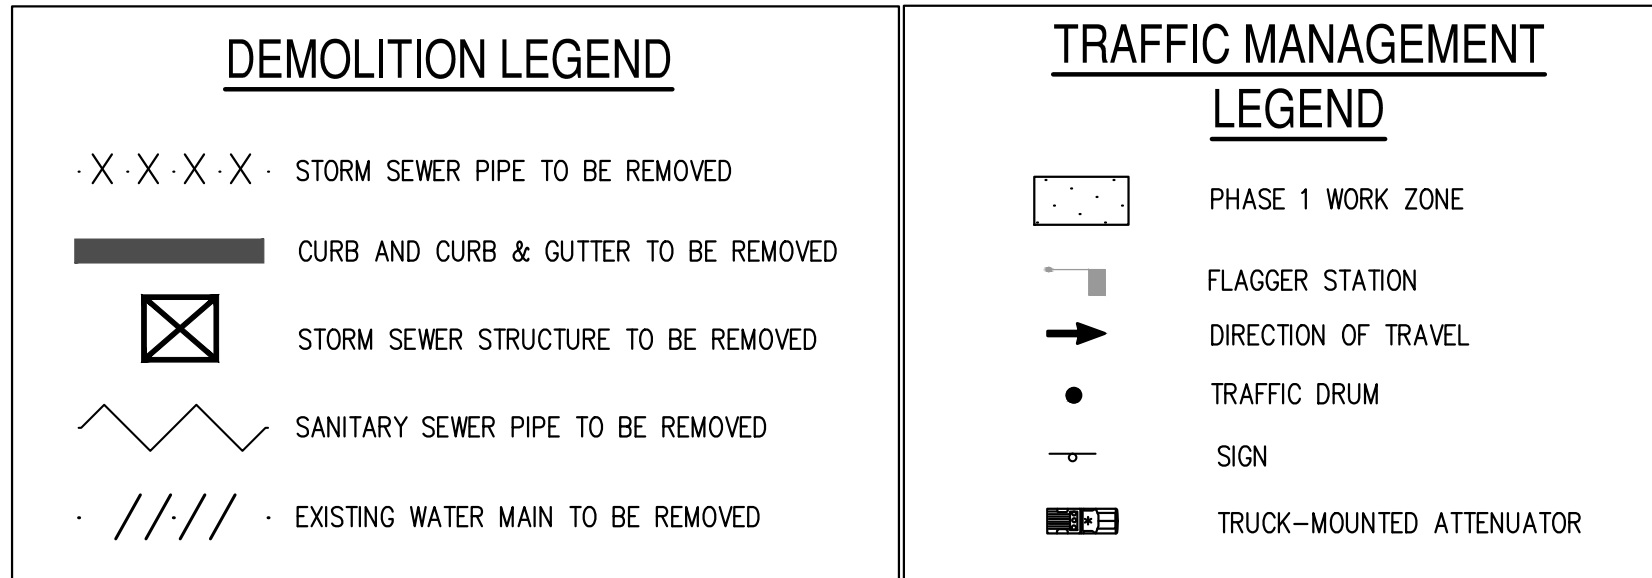 DEMOLITION LEGEND
STORM SEWER PIPE TO BE REMOVED
CURB AND CURB & GUTTER TO BE REMOVED
STORM SEWER STRUCTURE TO BE REMOVED
SANITARY SEWER PIPE TO BE REMOVED
EXISTING WATER MAIN TO BE REMOVED
TRAFFIC MANAGEMENT
LEGEND
PHASE 1 WORK ZONE
FLAGGER STATION
DIRECTION OF TRAVEL
TRAFFIC DRUM
SIGN
TRUCK-MOUNTED ATTENUATOR